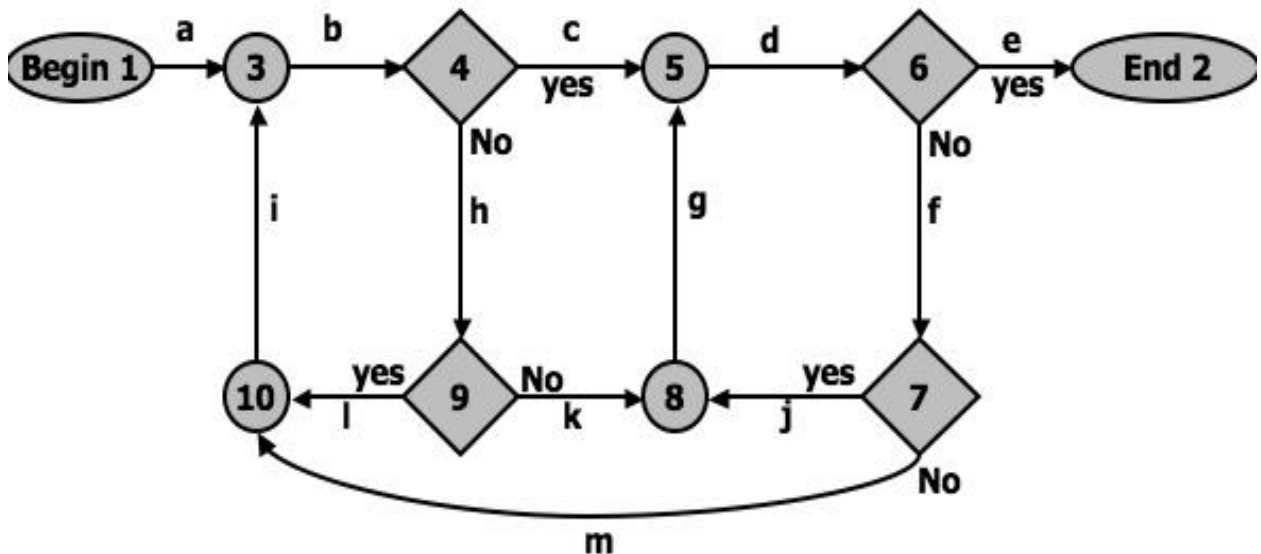 a b c d e
Begin 1 3 4 5 6 End 2
yes yes
No No
i h g f
yes No yes
10 9 8 7
l k j
No
m